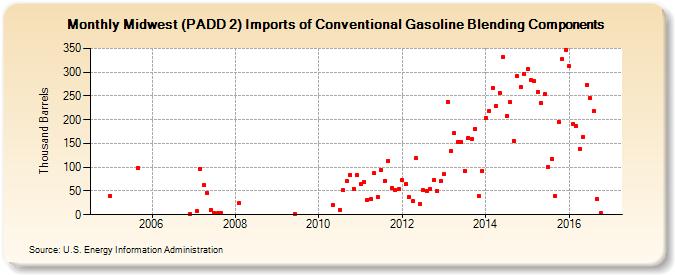 Monthly Midwest (PADD 2) Imports of Conventional Gasoline Blending Components
Thousand Barrels
350
300
250
200
150
100
50
0
2006 2008 2010 2012 2014 2016
Source: U.S. Energy Information Administration